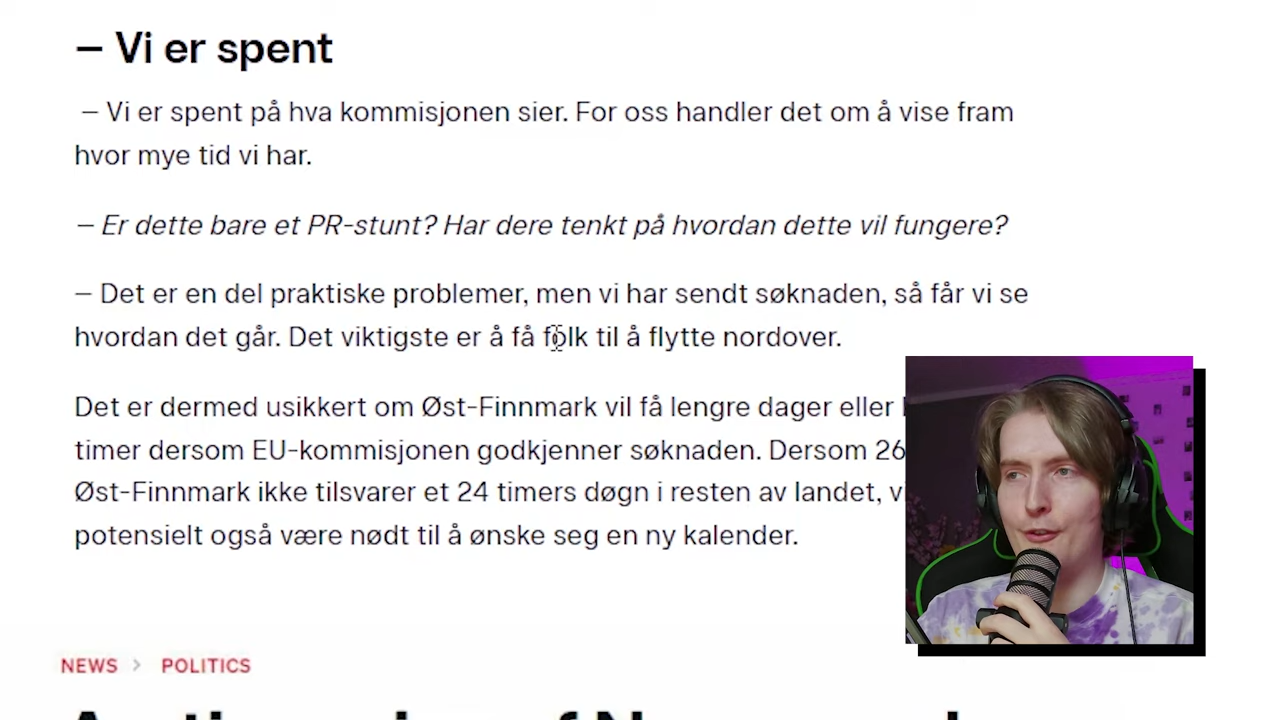 – Vi er spent
– Vi er spent på hva kommisjonen sier. For oss handler det om å vise fram
hvor mye tid vi har.
– Er dette bare et PR-stunt? Har dere tenkt på hvordan dette vil fungere?
– Det er en del praktiske problemer, men vi har sendt søknaden, så får vi se
hvordan det går. Det viktigste er å få folk til å flytte nordover.
Det er dermed usikkert om Øst-Finnmark vil få lengre dager eller
timer dersom EU-kommisjonen godkjenner søknaden. Dersom 26
Øst-Finnmark ikke tilsvarer et 24 timers døgn i resten av landet,
potensielt også være nødt til å ønske seg en ny kalender.
NEWS > POLITICS